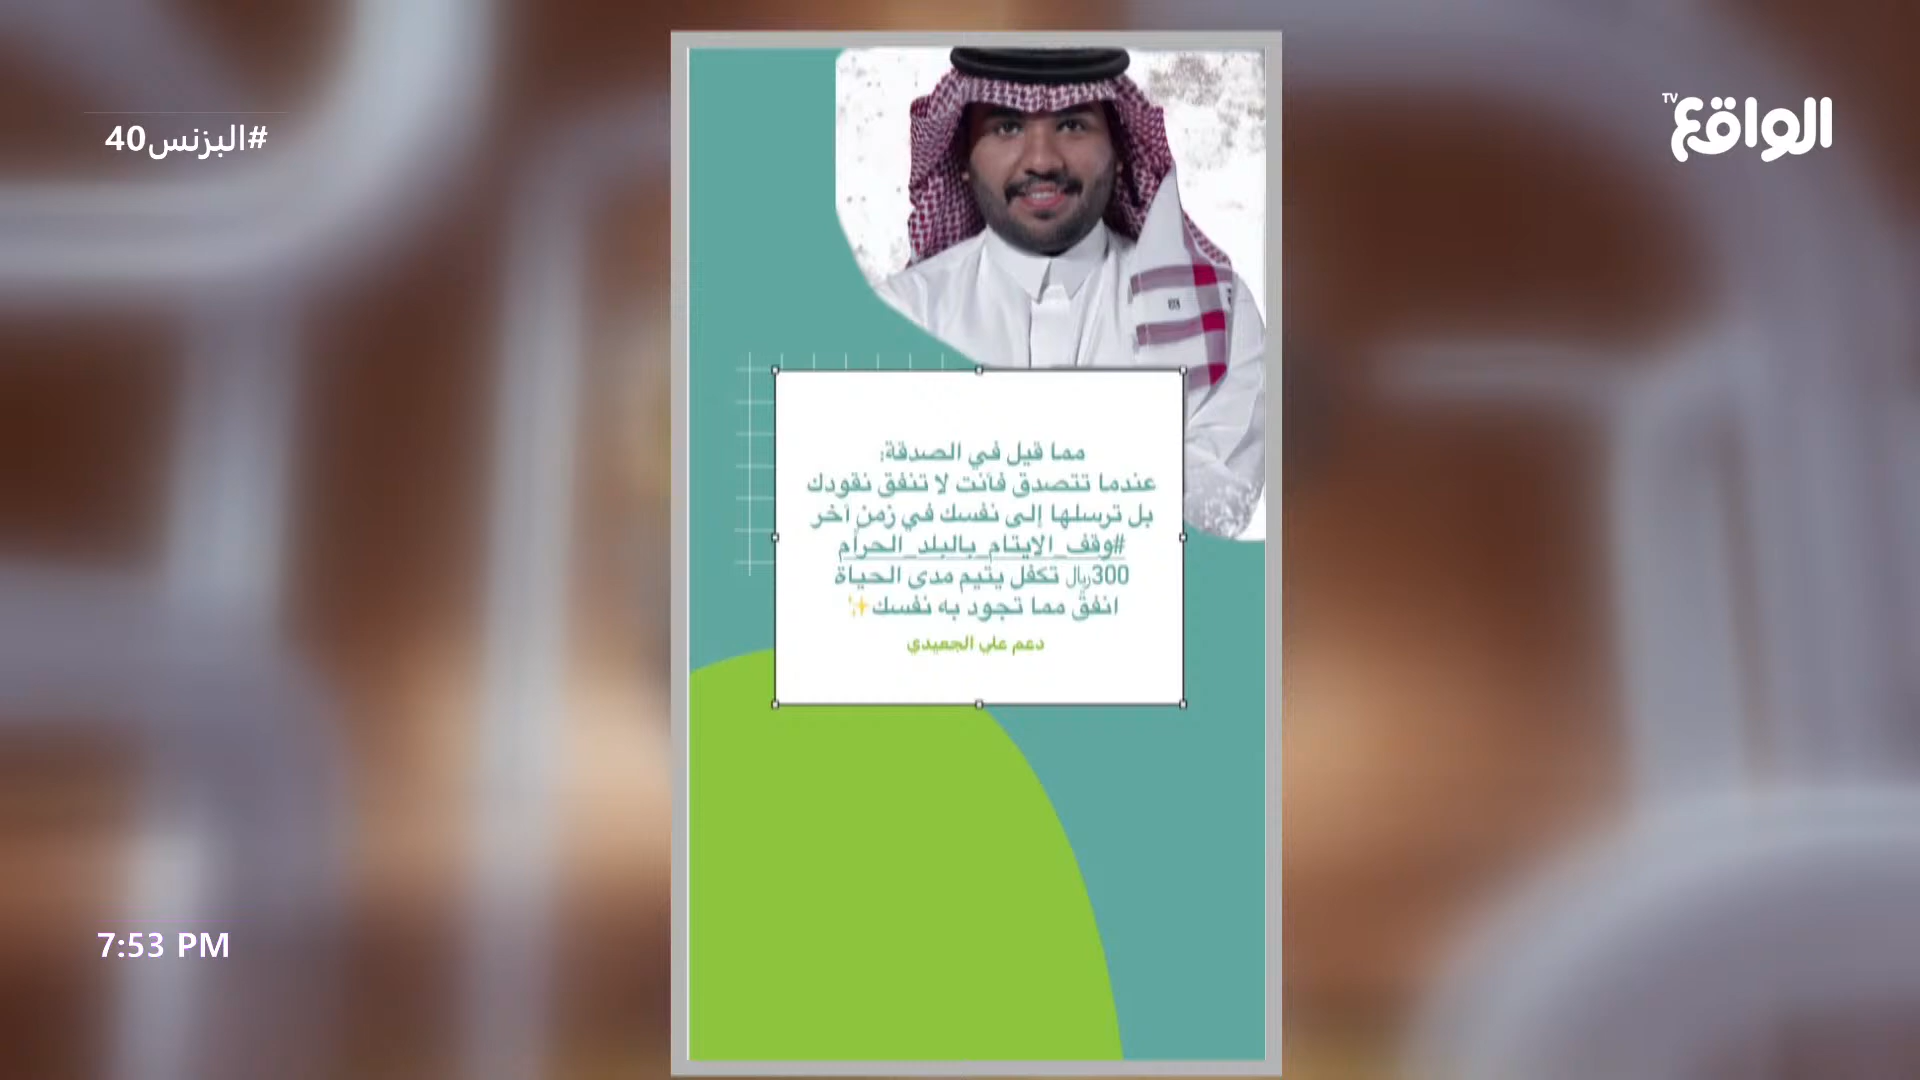 #البزنس40
الواقع TV
مما قيل في الصدقة:
عندما تتصدق فأنت لا تنفق نقودك
بل ترسلها إلى نفسك في زمن آخر
#وقف_الايتام_بالبلد_الحرام
300ريال تكفل يتيم مدى الحياة
انفق مما تجود به نفسك✨
دعم علي الجعيدي
7:53 PM